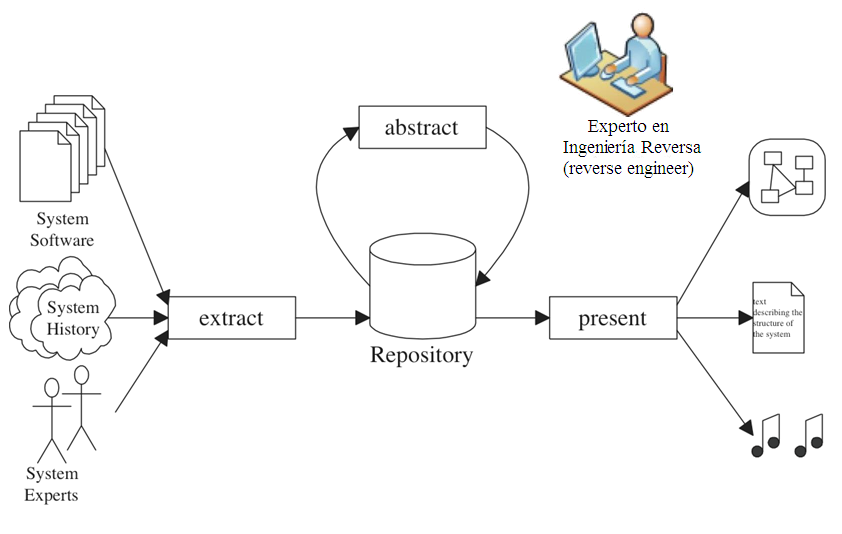 abstract
Experto en
Ingeniería Reversa
(reverse engineer)
System
Software
System
History
extract
Repository
present
text
describing the
structure of
the system
System
Experts